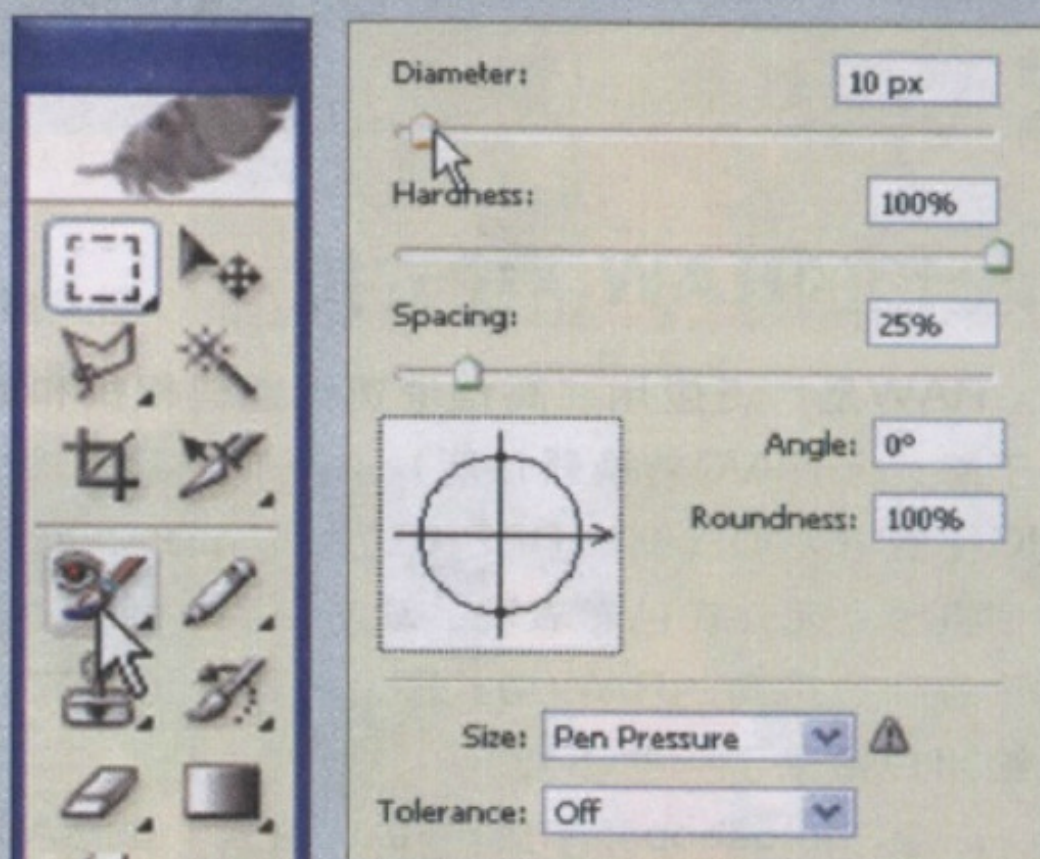 Diameter: 10 px
Hardness: 100%
Spacing: 25%
Angle: 0°
Roundness: 100%
Size: Pen Pressure
Tolerance: Off